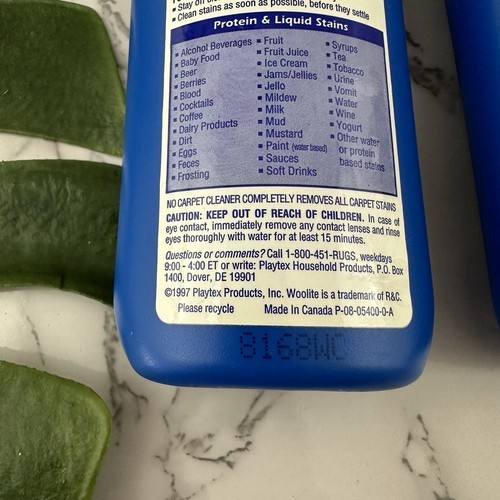 • Stay off
• Clean stains as soon as possible, before they settle
Protein & Liquid Stains
▪ Alcohol Beverages
▪ Baby Food
▪ Beer
▪ Berries
▪ Blood
▪ Cocktails
▪ Coffee
▪ Dairy Products
▪ Dirt
▪ Eggs
▪ Feces
▪ Frosting
▪ Fruit
▪ Fruit Juice
▪ Ice Cream
▪ Jams/Jellies
▪ Jello
▪ Mildew
▪ Milk
▪ Mud
▪ Mustard
▪ Paint (water based)
▪ Sauces
▪ Soft Drinks
▪ Syrups
▪ Tea
▪ Tobacco
▪ Urine
▪ Vomit
▪ Water
▪ Wine
▪ Yogurt
▪ Other water
or protein
based stains
NO CARPET CLEANER COMPLETELY REMOVES ALL CARPET STAINS
CAUTION: KEEP OUT OF REACH OF CHILDREN. In case of
eye contact, immediately remove any contact lenses and rinse
eyes thoroughly with water for at least 15 minutes.
Questions or comments? Call 1-800-451-RUGS, weekdays
9:00 - 4:00 ET or write: Playtex Household Products, P.O. Box
1400, Dover, DE 19901
©1997 Playtex Products, Inc. Woolite is a trademark of R&C.
Please recycle Made In Canada P-08-05400-0-A
8168WC